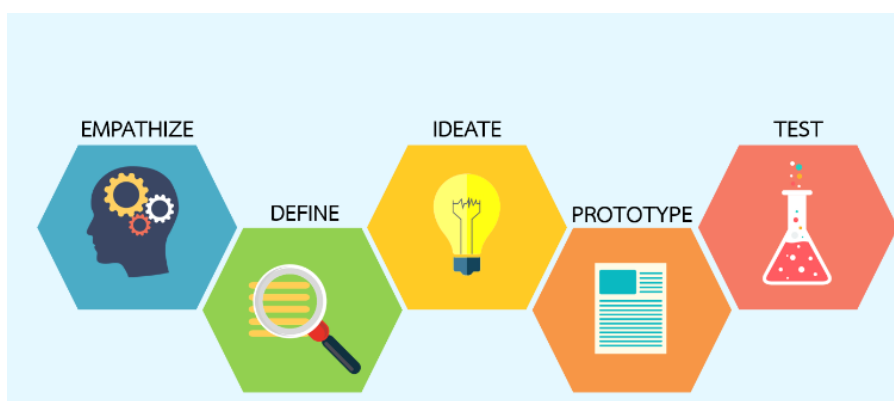 EMPATHIZE
DEFINE
IDEATE
PROTOTYPE
TEST